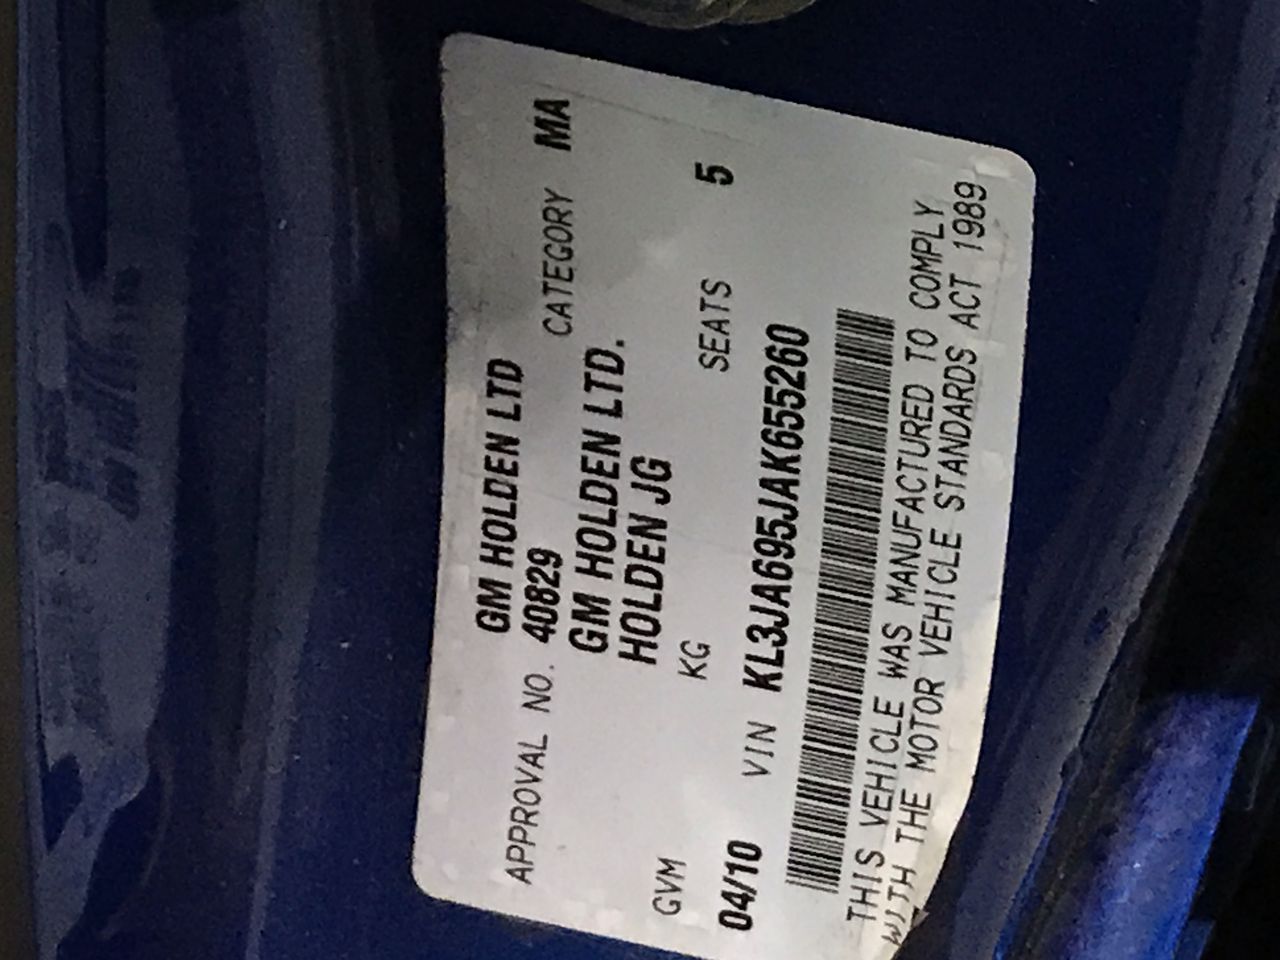 GM HOLDEN LTD
APPROVAL NO. 40829 CATEGORY MA
GM HOLDEN LTD.
HOLDEN JG
GVM KG SEATS 5
04/10 VIN KL3JA695JAK655260
THIS VEHICLE WAS MANUFACTURED TO COMPLY
WITH THE MOTOR VEHICLE STANDARDS ACT 1989